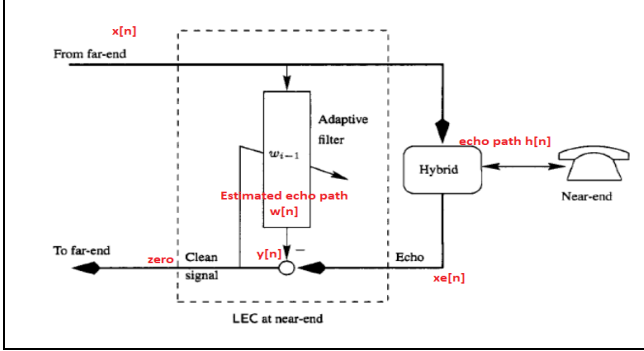 x[n]
From far-end
Adaptive
filter
wi−1
echo path h[n]
Hybrid
Estimated echo path
w[n]
Near-end
To far-end
zero
Clean
signal
y[n]
−
Echo
xe[n]
LEC at near-end